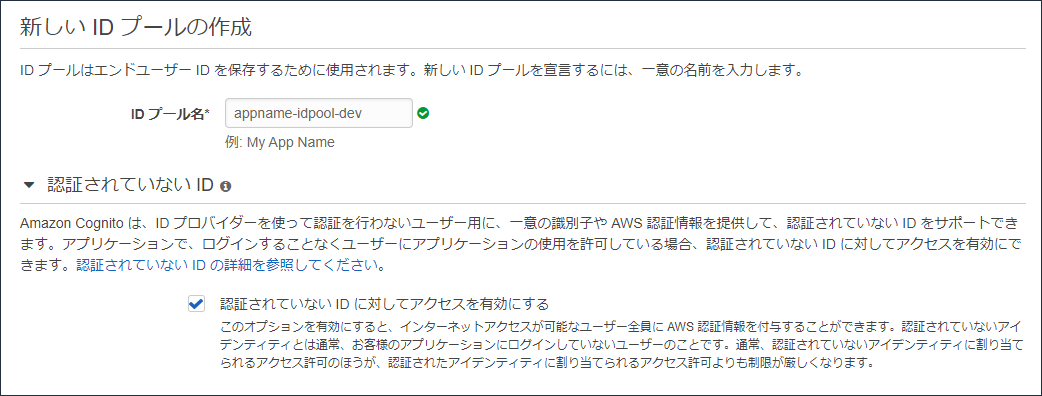 新しい ID プールの作成
ID プールはエンドユーザー ID を保存するために使用されます。新しい ID プールを宣言するには、一意の名前を入力します。
ID プール名* appname-idpool-dev
例: My App Name
認証されていない ID
Amazon Cognito は、ID プロバイダーを使って認証を行わないユーザー用に、一意の識別子や AWS 認証情報を提供して、認証されていない ID をサポートでき
ます。アプリケーションで、ログインすることなくユーザーにアプリケーションの使用を許可している場合、認証されていない ID に対してアクセスを有効にで
きます。認証されていない ID の詳細を参照してください。
認証されていない ID に対してアクセスを有効にする
このオプションを有効にすると、インターネットアクセスが可能なユーザー全員に AWS 認証情報を付与することができます。認証されていないアイ
デンティティとは通常、お客様のアプリケーションにログインしていないユーザーのことです。通常、認証されていないアイデンティティに割り当て
られるアクセス許可のほうが、認証されたアイデンティティに割り当てられるアクセス許可よりも制限が厳しくなります。